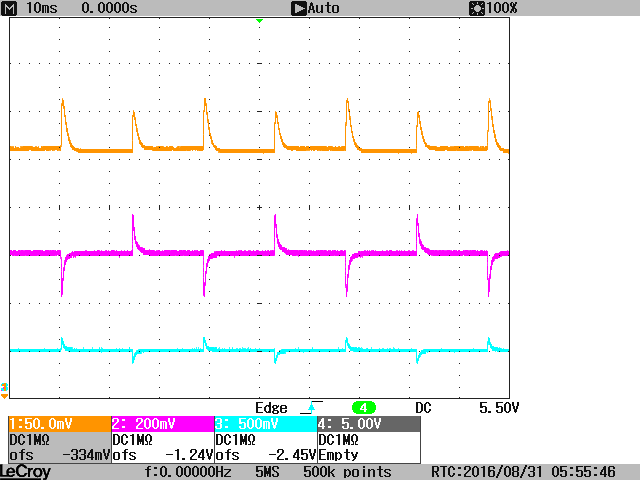 M 10ms 0.0000s Auto 100%
Edge 4 DC 5.50V
1:50.0mV 2: 200mV 3: 500mV 4: 5.00V
DC1MΩ DC1MΩ DC1MΩ DC1MΩ
ofs -334mV ofs -1.24V ofs -2.45V Empty
LeCroy f:0.00000Hz 5MS 500k points RTC:2016/08/31 05:55:46